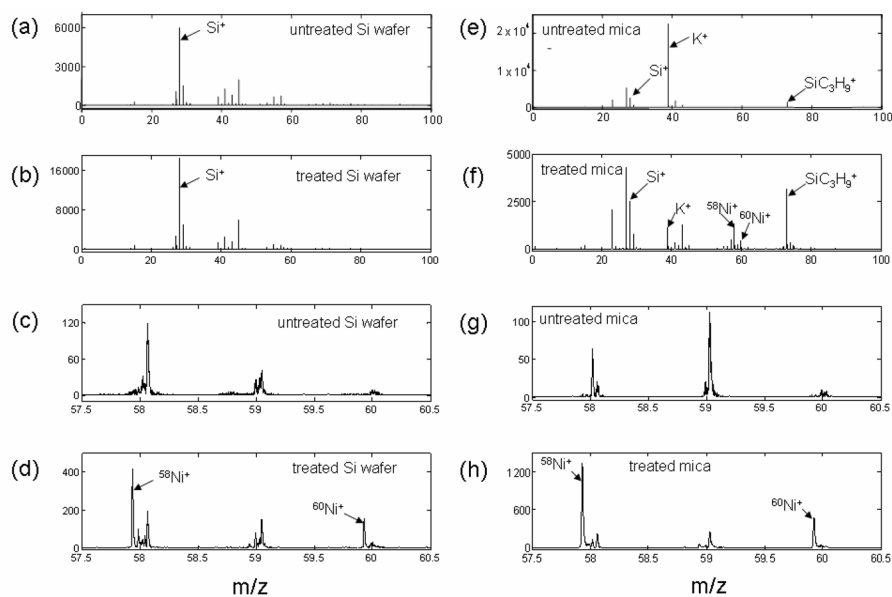 (a)
untreated Si wafer
Si⁺
6000
3000
0
0 20 40 60 80 100
(b)
treated Si wafer
Si⁺
16000
8000
0
0 20 40 60 80 100
(c)
untreated Si wafer
120
80
40
0
57.5 58 58.5 59 59.5 60 60.5
(d)
treated Si wafer
⁵⁸Ni⁺
⁶⁰Ni⁺
400
200
0
57.5 58 58.5 59 59.5 60 60.5
m/z
(e)
untreated mica
K⁺
Si⁺
SiC₃H₉⁺
2 x 10⁴
1 x 10⁴
0
0 20 40 60 80 100
(f)
treated mica
Si⁺
K⁺
⁵⁸Ni⁺
⁶⁰Ni⁺
SiC₃H₉⁺
5000
2500
0
0 20 40 60 80 100
(g)
untreated mica
100
50
0
57.5 58 58.5 59 59.5 60 60.5
(h)
treated mica
⁵⁸Ni⁺
⁶⁰Ni⁺
1200
600
0
57.5 58 58.5 59 59.5 60 60.5
m/z